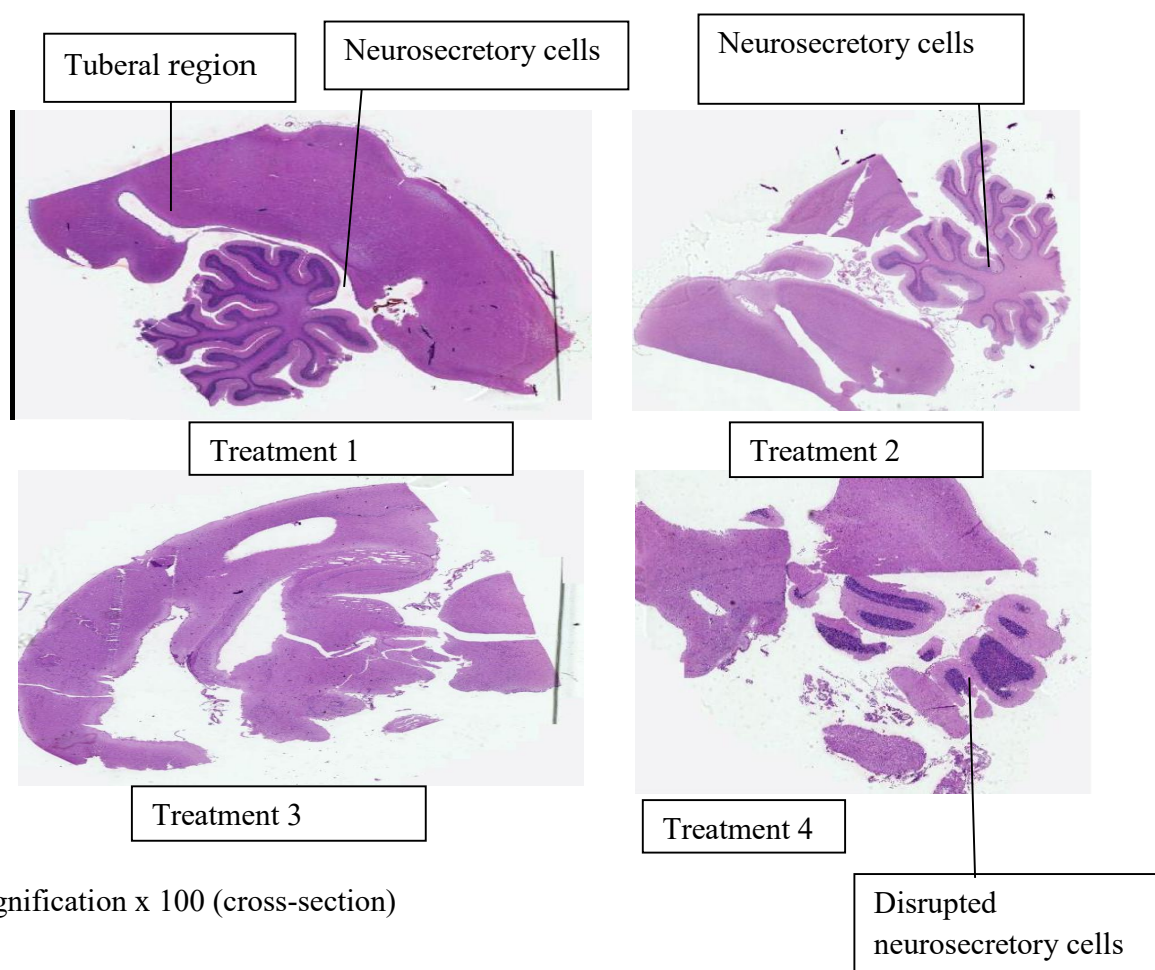 Tuberal region
Neurosecretory cells
Neurosecretory cells
Treatment 1
Treatment 2
Treatment 3
Treatment 4
gnification x 100 (cross-section)
Disrupted
neurosecretory cells